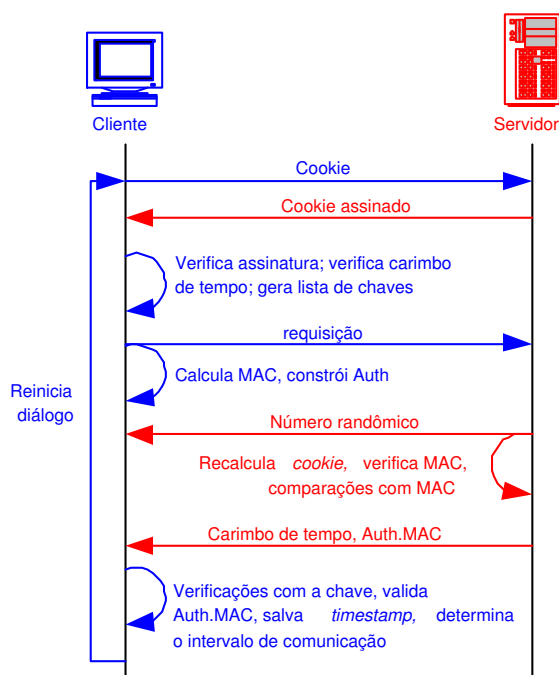 Cliente
Servidor
Cookie
Cookie assinado
Verifica assinatura; verifica carimbo
de tempo; gera lista de chaves
requisição
Calcula MAC, constrói Auth
Reinicia
diálogo
Número randômico
Recalcula cookie, verifica MAC,
comparações com MAC
Carimbo de tempo, Auth.MAC
Verificações com a chave, valida
Auth.MAC, salva timestamp, determina
o intervalo de comunicação